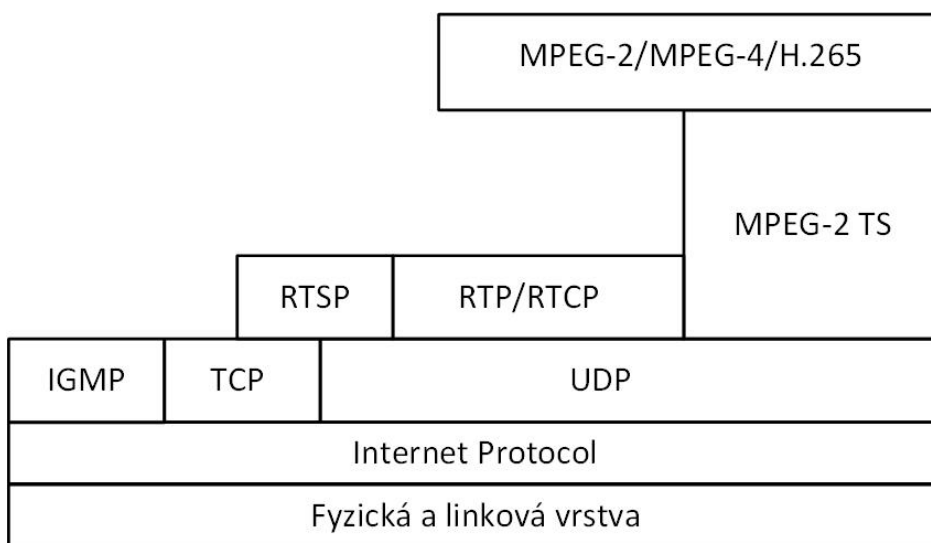 MPEG-2/MPEG-4/H.265
MPEG-2 TS
RTSP
RTP/RTCP
IGMP
TCP
UDP
Internet Protocol
Fyzická a linková vrstva